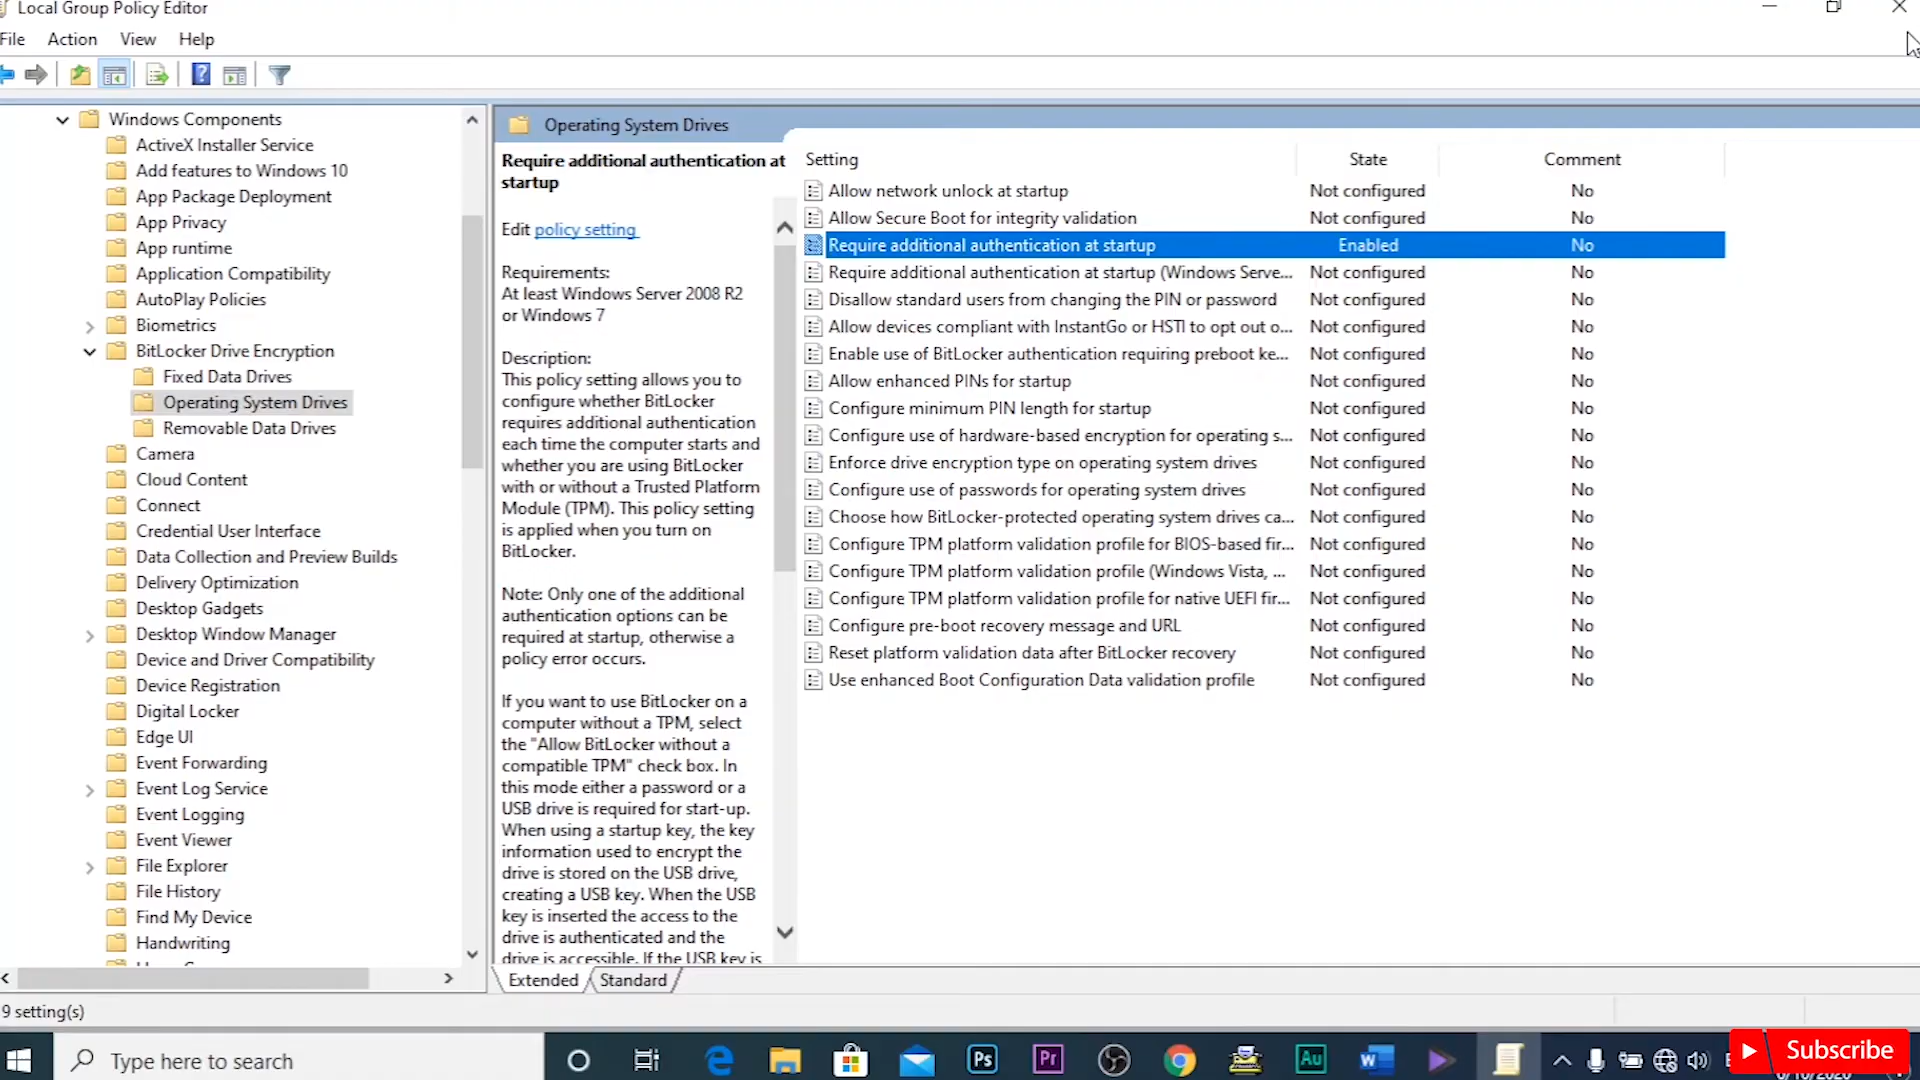 Local Group Policy Editor
File Action View Help
Windows Components
ActiveX Installer Service
Add features to Windows 10
App Package Deployment
App Privacy
App runtime
Application Compatibility
AutoPlay Policies
Biometrics
BitLocker Drive Encryption
Fixed Data Drives
Operating System Drives
Removable Data Drives
Camera
Cloud Content
Connect
Credential User Interface
Data Collection and Preview Builds
Delivery Optimization
Desktop Gadgets
Desktop Window Manager
Device and Driver Compatibility
Device Registration
Digital Locker
Edge UI
Event Forwarding
Event Log Service
Event Logging
Event Viewer
File Explorer
File History
Find My Device
Handwriting
Operating System Drives
Require additional authentication at
startup
Edit policy setting
Requirements:
At least Windows Server 2008 R2
or Windows 7
Description:
This policy setting allows you to
configure whether BitLocker
requires additional authentication
each time the computer starts and
whether you are using BitLocker
with or without a Trusted Platform
Module (TPM). This policy setting
is applied when you turn on
BitLocker.
Note: Only one of the additional
authentication options can be
required at startup, otherwise a
policy error occurs.
If you want to use BitLocker on a
computer without a TPM, select
the "Allow BitLocker without a
compatible TPM" check box. In
this mode either a password or a
USB drive is required for start-up.
When using a startup key, the key
information used to encrypt the
drive is stored on the USB drive,
creating a USB key. When the USB
key is inserted the access to the
drive is authenticated and the
drive is accessible. If the USB key is
Setting State Comment
Allow network unlock at startup Not configured No
Allow Secure Boot for integrity validation Not configured No
Require additional authentication at startup Enabled No
Require additional authentication at startup (Windows Serve... Not configured No
Disallow standard users from changing the PIN or password Not configured No
Allow devices compliant with InstantGo or HSTI to opt out o... Not configured No
Enable use of BitLocker authentication requiring preboot ke... Not configured No
Allow enhanced PINs for startup Not configured No
Configure minimum PIN length for startup Not configured No
Configure use of hardware-based encryption for operating s... Not configured No
Enforce drive encryption type on operating system drives Not configured No
Configure use of passwords for operating system drives Not configured No
Choose how BitLocker-protected operating system drives ca... Not configured No
Configure TPM platform validation profile for BIOS-based fir... Not configured No
Configure TPM platform validation profile (Windows Vista, ... Not configured No
Configure TPM platform validation profile for native UEFI fir... Not configured No
Configure pre-boot recovery message and URL Not configured No
Reset platform validation data after BitLocker recovery Not configured No
Use enhanced Boot Configuration Data validation profile Not configured No
Extended Standard
9 setting(s)
Type here to search
Ps Pr Au
Subscribe